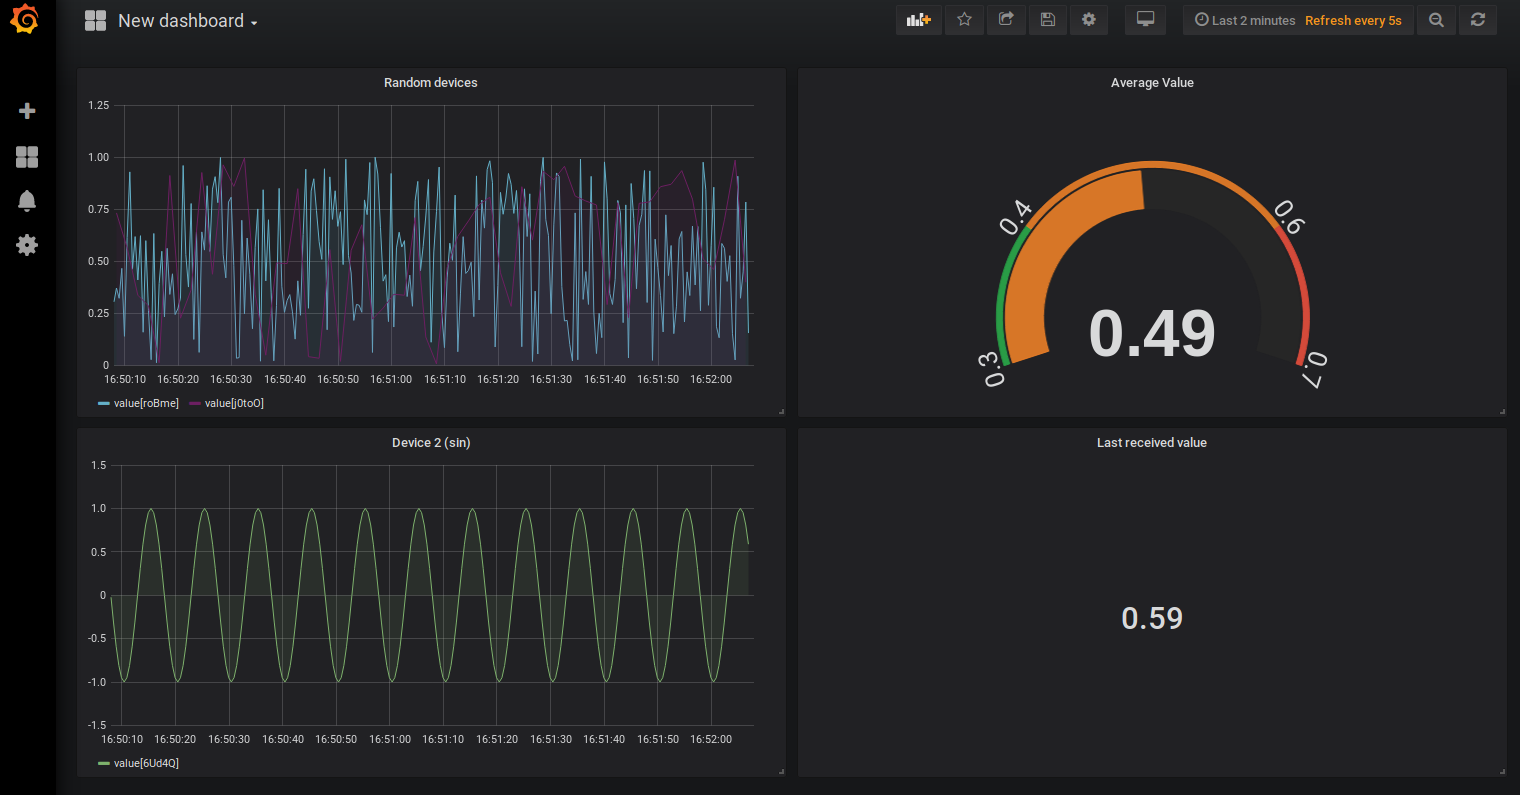 New dashboard
Last 2 minutes Refresh every 5s
Random devices
1.25
1.00
0.75
0.50
0.25
0
16:50:10 16:50:20 16:50:30 16:50:40 16:50:50 16:51:00 16:51:10 16:51:20 16:51:30 16:51:40 16:51:50 16:52:00
value[roBme] value[j0toO]
Average Value
0.4
0.6
0.49
0.3
0.7
Device 2 (sin)
1.5
1.0
0.5
0
-0.5
-1.0
-1.5
16:50:10 16:50:20 16:50:30 16:50:40 16:50:50 16:51:00 16:51:10 16:51:20 16:51:30 16:51:40 16:51:50 16:52:00
value[6Ud4Q]
Last received value
0.59